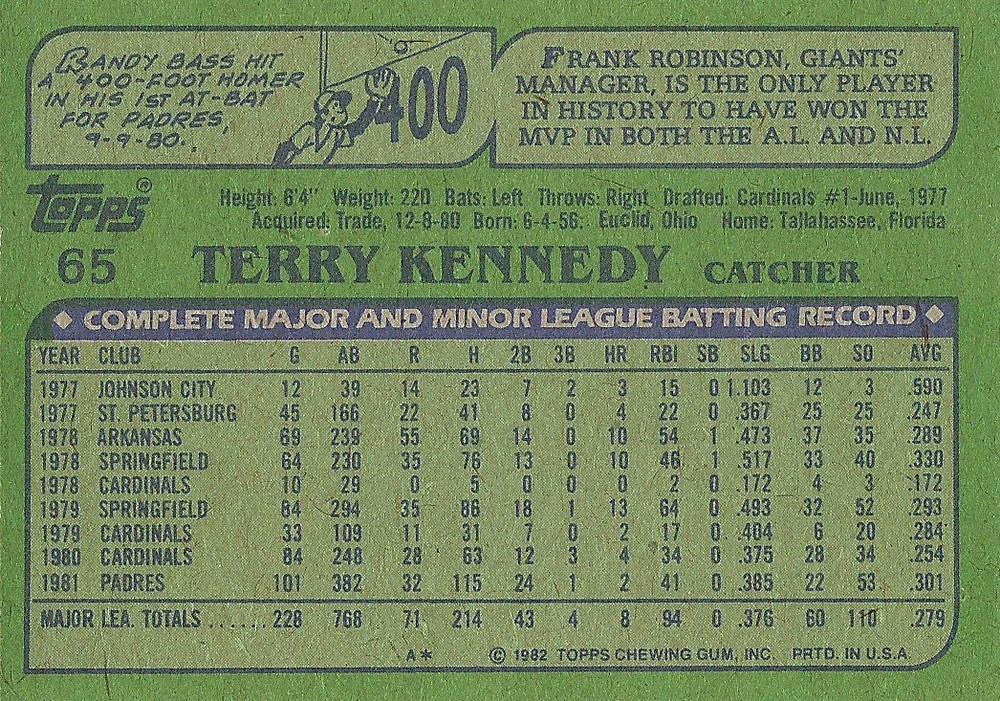 RANDY BASS HIT
A 400-FOOT HOMER
IN HIS 1ST AT-BAT
FOR PADRES,
9-9-80.
400
FRANK ROBINSON, GIANTS'
MANAGER, IS THE ONLY PLAYER
IN HISTORY TO HAVE WON THE
MVP IN BOTH THE A.L. AND N.L.
TOPPS®
Height: 6'4" Weight: 220 Bats: Left Throws: Right Drafted: Cardinals #1-June, 1977
Acquired: Trade, 12-8-80 Born: 6-4-56. Euclid, Ohio Home: Tallahassee, Florida
65 TERRY KENNEDY CATCHER
◆ COMPLETE MAJOR AND MINOR LEAGUE BATTING RECORD ◆
YEAR CLUB G AB R H 2B 3B HR RBI SB SLG BB SO AVG
1977 JOHNSON CITY 12 39 14 23 7 2 3 15 0 1.103 12 3 .590
1977 ST. PETERSBURG 45 166 22 41 8 0 4 22 0 .367 25 25 .247
1978 ARKANSAS 69 239 55 69 14 0 10 54 1 .473 37 35 .289
1978 SPRINGFIELD 64 230 35 76 13 0 10 46 1 .517 33 40 .330
1978 CARDINALS 10 29 0 5 0 0 0 2 0 .172 4 3 .172
1979 SPRINGFIELD 84 294 35 86 18 1 13 64 0 .493 32 52 .293
1979 CARDINALS 33 109 11 31 7 0 2 17 0 .404 6 20 .284
1980 CARDINALS 84 248 28 63 12 3 4 34 0 .375 28 34 .254
1981 PADRES 101 382 32 115 24 1 2 41 0 .385 22 53 .301
MAJOR LEA. TOTALS ...... 228 768 71 214 43 4 8 94 0 .376 60 110 .279
A* © 1982 TOPPS CHEWING GUM, INC. PRTD. IN U.S.A.